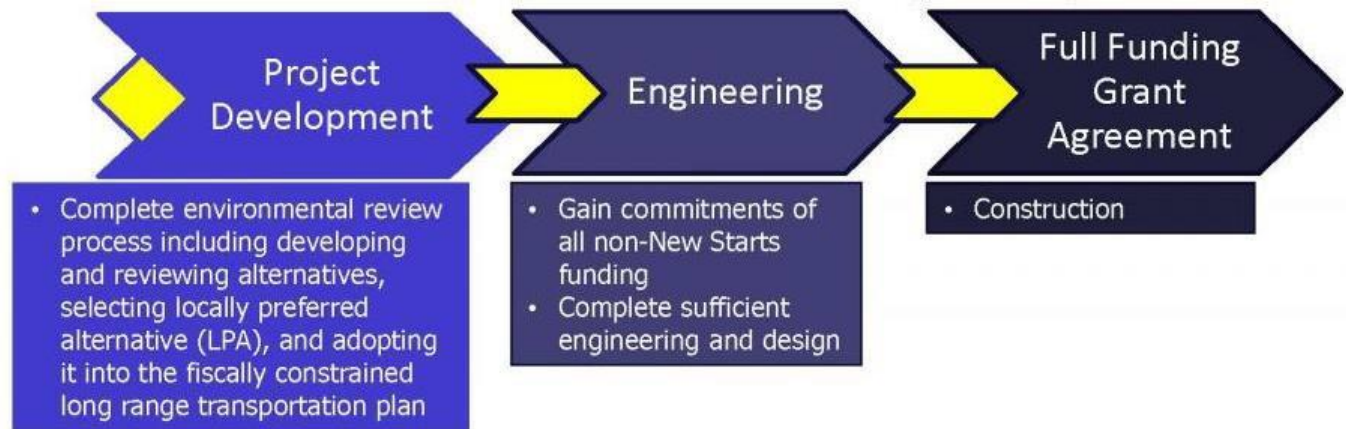 Project
Development
• Complete environmental review
process including developing
and reviewing alternatives,
selecting locally preferred
alternative (LPA), and adopting
it into the fiscally constrained
long range transportation plan
Engineering
• Gain commitments of
all non-New Starts
funding
• Complete sufficient
engineering and design
Full Funding
Grant
Agreement
• Construction